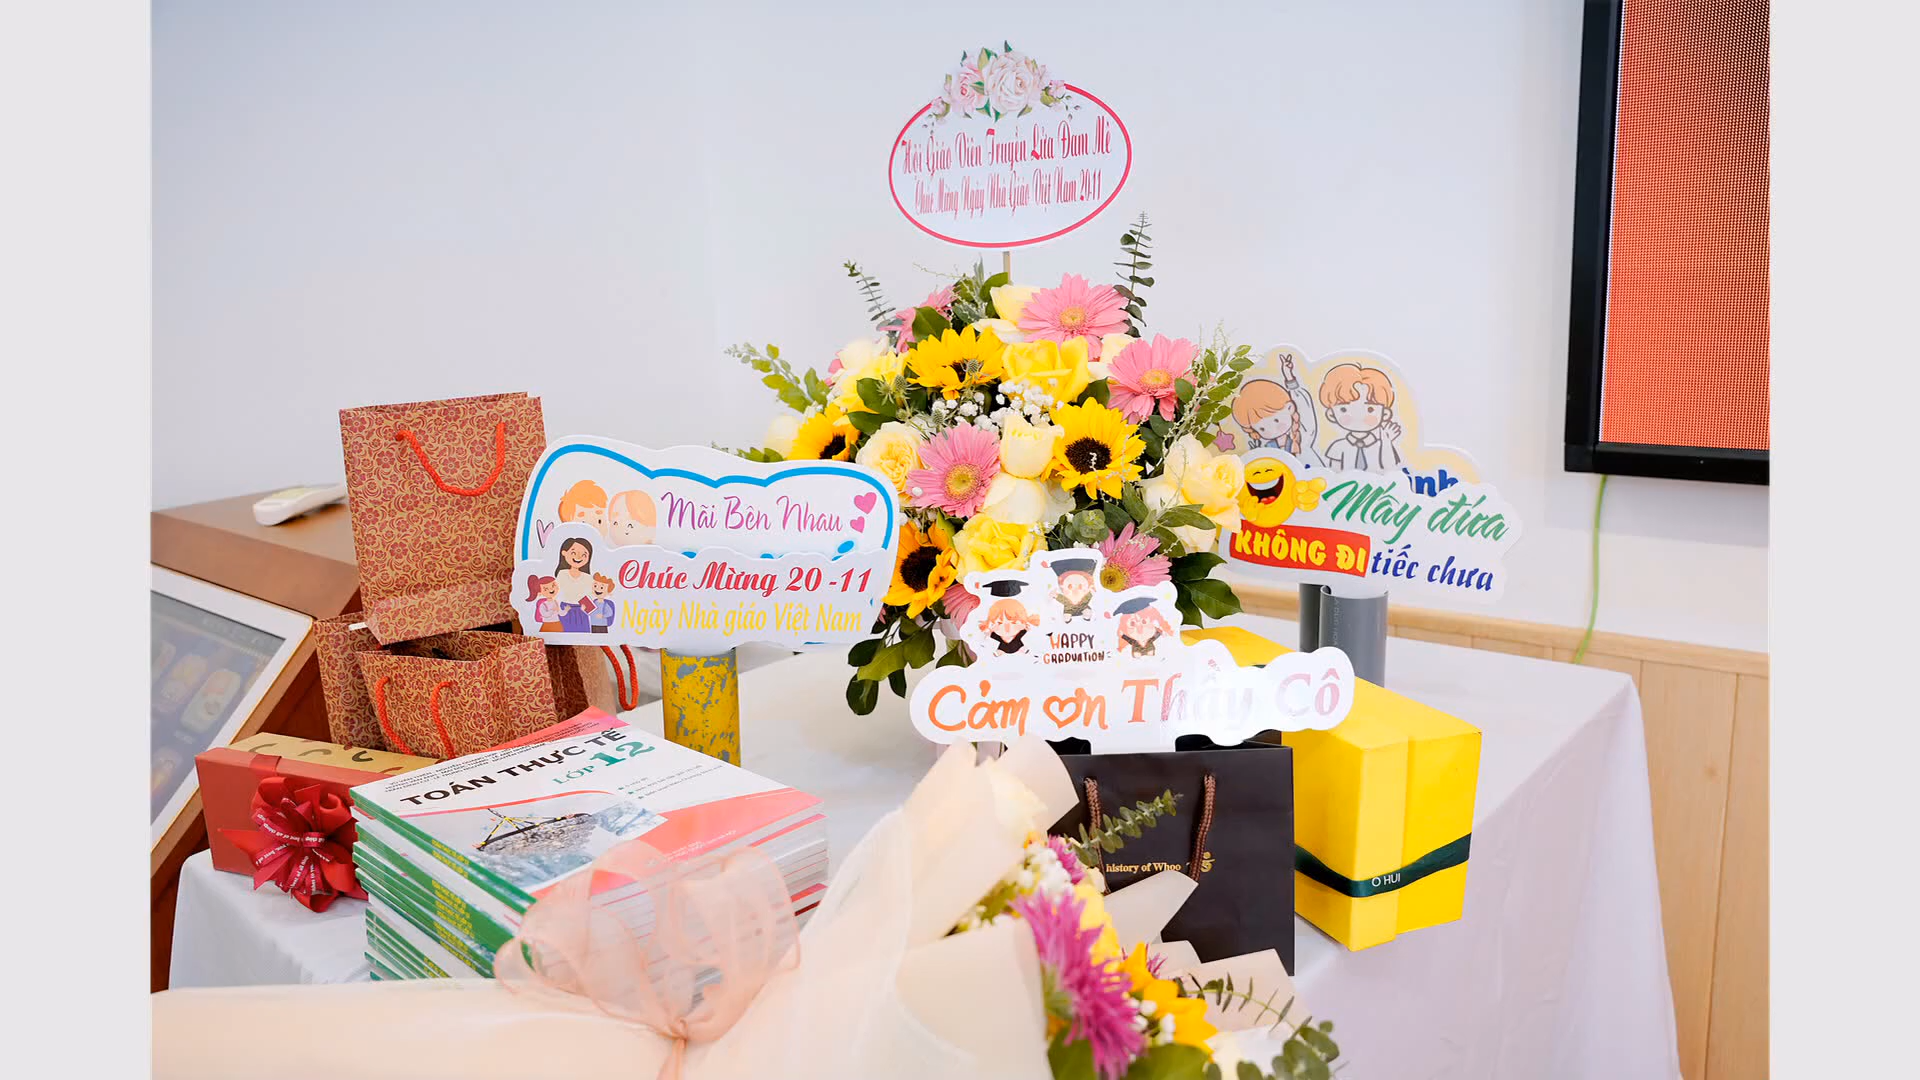 Hội Giáo Viên Truyền Lửa Đam Mê
Chúc Mừng Ngày Nhà Giáo Việt Nam 20-11
Mãi Bên Nhau
Chúc Mừng 20-11
Ngày Nhà giáo Việt Nam
ình
Mấy đứa
KHÔNG ĐI
tiếc chưa
HAPPY
GRADUATION
Cảm ơn Thầy Cô
TOÁN THỰC TẾ
LỚP 12
history of Whoo
O HUI